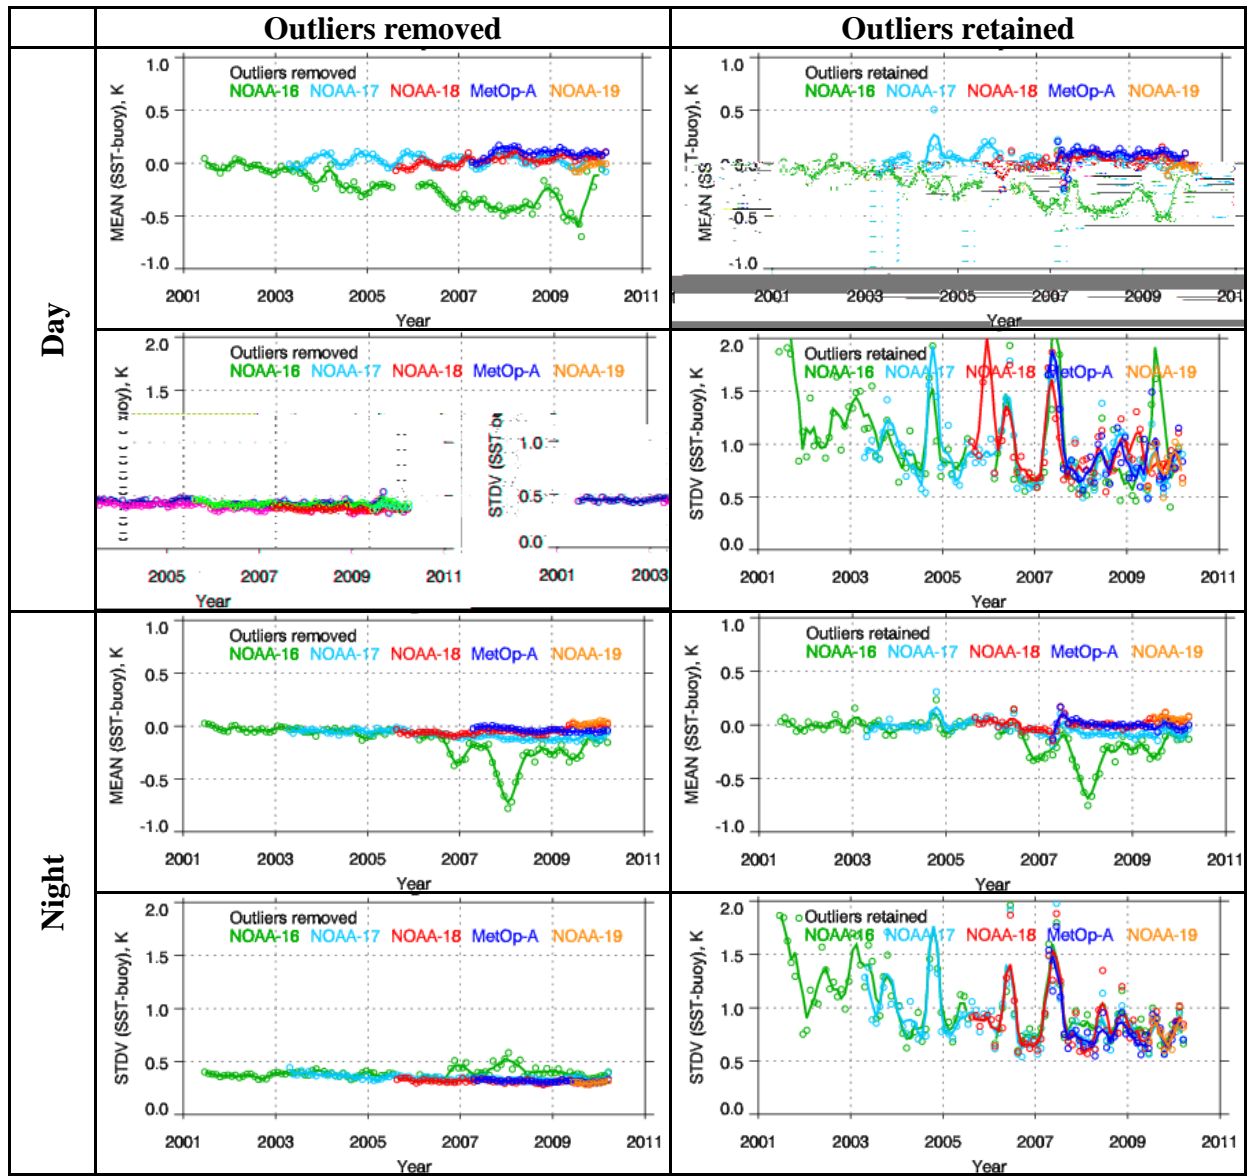 Outliers removed Outliers retained
Day
1.0
Outliers removed
NOAA-16 NOAA-17 NOAA-18 MetOp-A NOAA-19
0.5
0.0
-0.5
-1.0
MEAN (SST-buoy), K
2001 2003 2005 2007 2009 2011
Year
1.0
Outliers retained
NOAA-16 NOAA-17 NOAA-18 MetOp-A NOAA-19
0.5
-0.5
-1.0
MEAN (SS T-buoy), K
2001 2003 2005 2007 2009 201
Year
2.0
Outliers removed
NOAA-16 NOAA-17 NOAA-18 MetOp-A NOAA-19
1.5
uoy), K
1.0
0.5
0.0
STDV (SST-b
2005 2007 2009 2011 2001 2003
Year
2.0
Outliers retained
NOAA-16 NOAA-17 NOAA-18 MetOp-A NOAA-19
1.5
1.0
0.5
0.0
STDV (SST-buoy), K
2001 2003 2005 2007 2009 2011
Year
Night
1.0
Outliers removed
NOAA-16 NOAA-17 NOAA-18 MetOp-A NOAA-19
0.5
0.0
-0.5
-1.0
MEAN (SST-buoy), K
2001 2003 2005 2007 2009 2011
Year
1.0
Outliers retained
NOAA-16 NOAA-17 NOAA-18 MetOp-A NOAA-19
0.5
0.0
-0.5
-1.0
MEAN (SST-buoy), K
2001 2003 2005 2007 2009 2011
Year
2.0
Outliers removed
NOAA-16 NOAA-17 NOAA-18 MetOp-A NOAA-19
1.5
1.0
0.5
0.0
STDV (SST-buoy), K
2001 2003 2005 2007 2009 2011
Year
2.0
Outliers retained
NOAA-16 NOAA-17 NOAA-18 MetOp-A NOAA-19
1.5
1.0
0.5
0.0
STDV (SST-buoy), K
2001 2003 2005 2007 2009 2011
Year